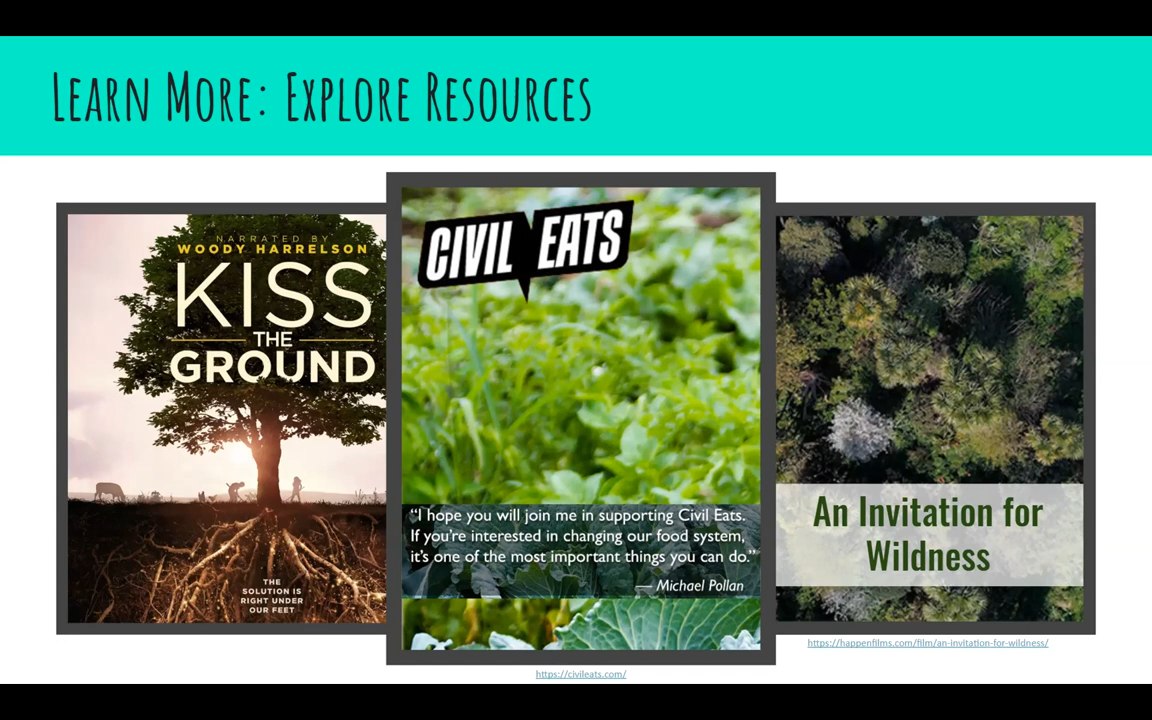 Learn More: Explore Resources
NARRATED BY
WOODY HARRELSON
KISS
THE
GROUND
THE
SOLUTION IS
RIGHT UNDER
OUR FEET
CIVIL EATS
“I hope you will join me in supporting Civil Eats.
If you’re interested in changing our food system,
it’s one of the most important things you can do.”
— Michael Pollan
https://civileats.com/
An Invitation for
Wildness
https://happenfilms.com/film/an-invitation-for-wildness/